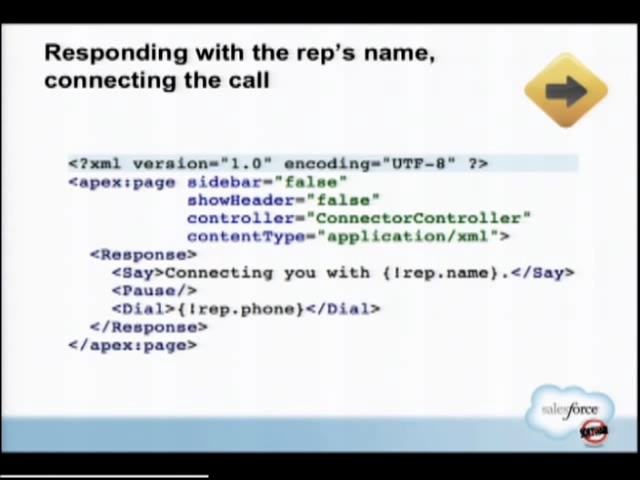 Responding with the rep's name,
connecting the call
<?xml version="1.0" encoding="UTF-8" ?>
<apex:page sidebar="false"
showHeader="false"
controller="ConnectorController"
contentType="application/xml">
<Response>
<Say>Connecting you with {!rep.name}.</Say>
<Pause/>
<Dial>{!rep.phone}</Dial>
</Response>
</apex:page>
salesforce